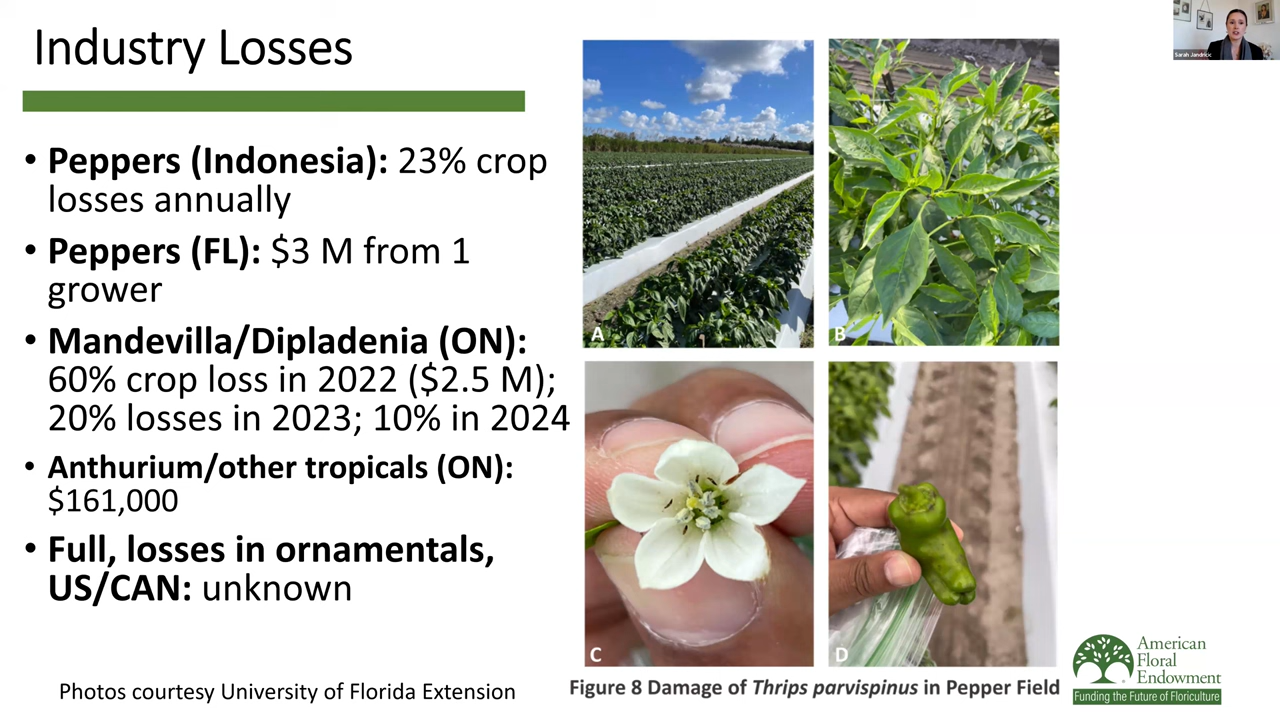 Industry Losses
• Peppers (Indonesia): 23% crop
losses annually
• Peppers (FL): $3 M from 1
grower
• Mandevilla/Dipladenia (ON):
60% crop loss in 2022 ($2.5 M);
20% losses in 2023; 10% in 2024
• Anthurium/other tropicals (ON):
$161,000
• Full, losses in ornamentals,
US/CAN: unknown
Photos courtesy University of Florida Extension
A
B
C
D
Figure 8 Damage of Thrips parvispinus in Pepper Field
Sarah Jandricic
American
Floral
Endowment
Funding the Future of Floriculture